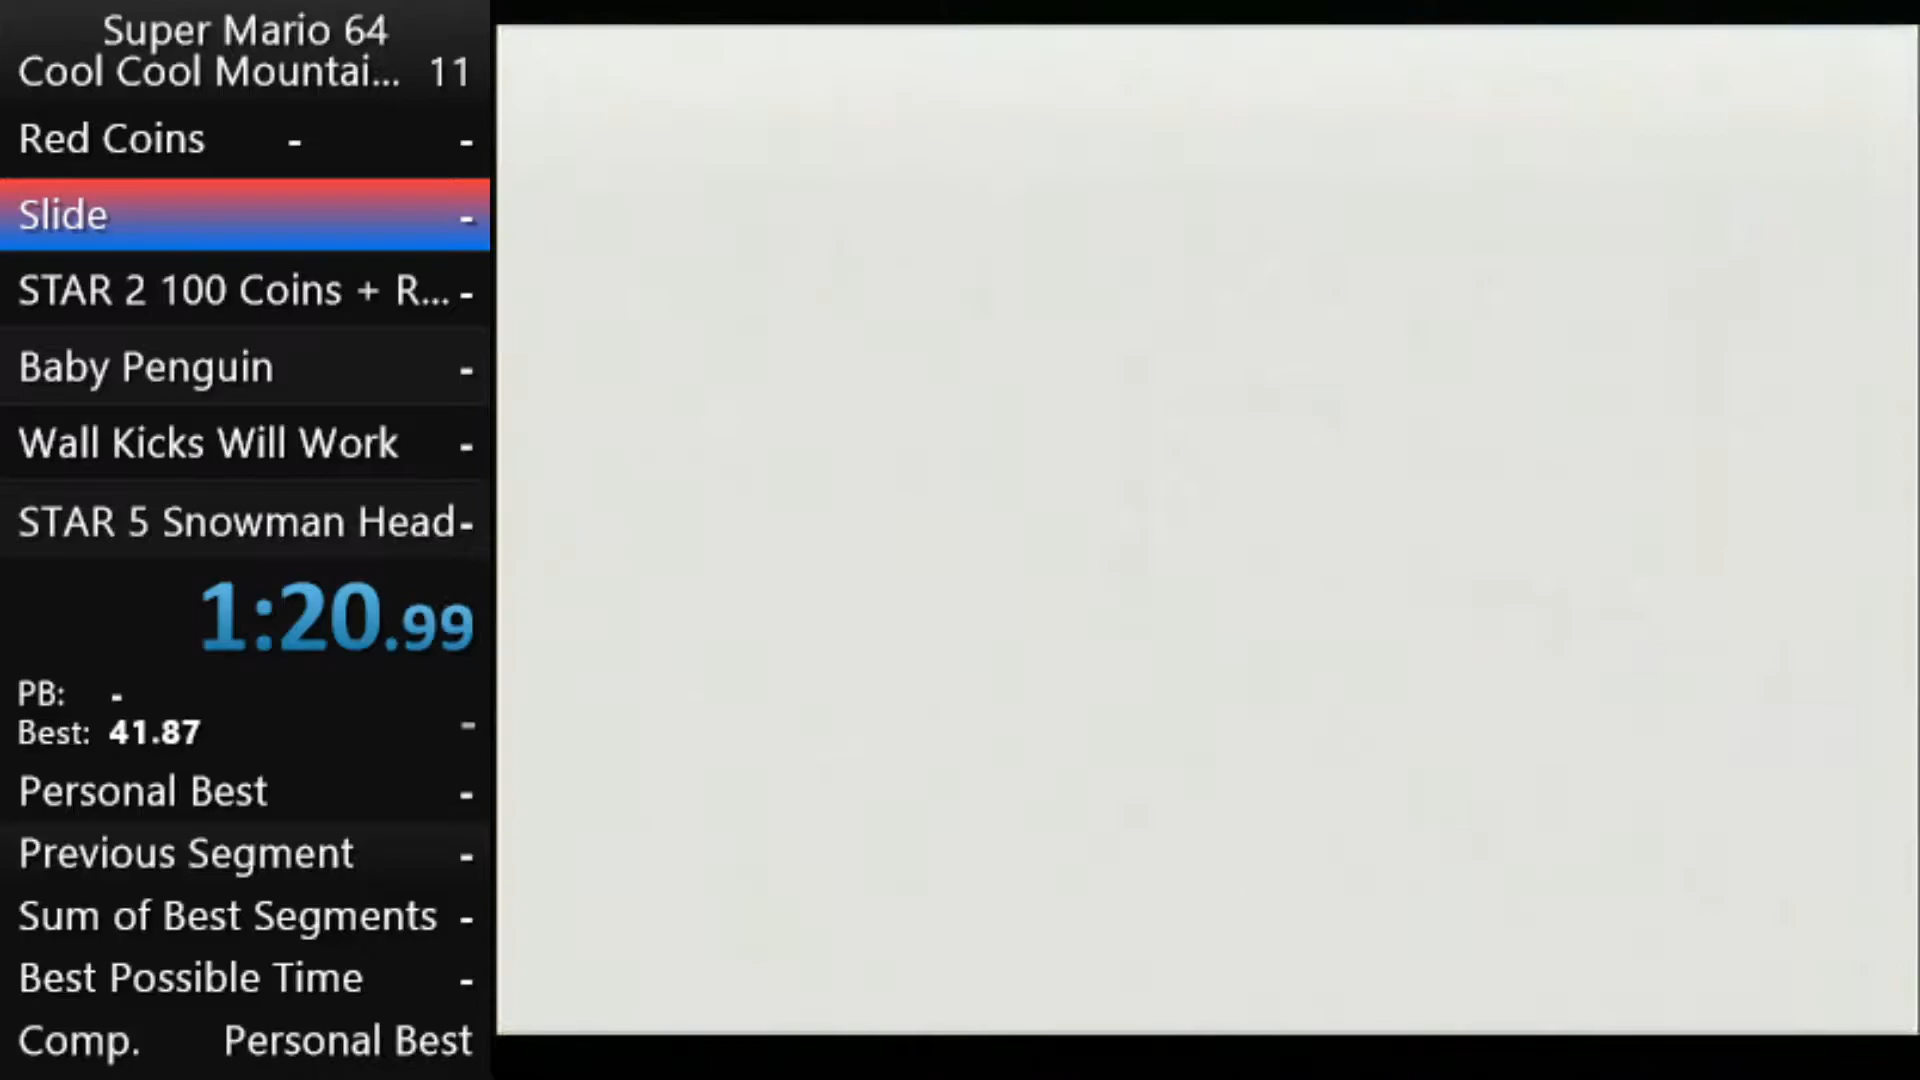 Super Mario 64
Cool Cool Mountai... 11
Red Coins - -
Slide -
STAR 2 100 Coins + R... -
Baby Penguin -
Wall Kicks Will Work -
STAR 5 Snowman Head -
1:20.99
PB: -
Best: 41.87 -
Personal Best -
Previous Segment -
Sum of Best Segments -
Best Possible Time -
Comp. Personal Best